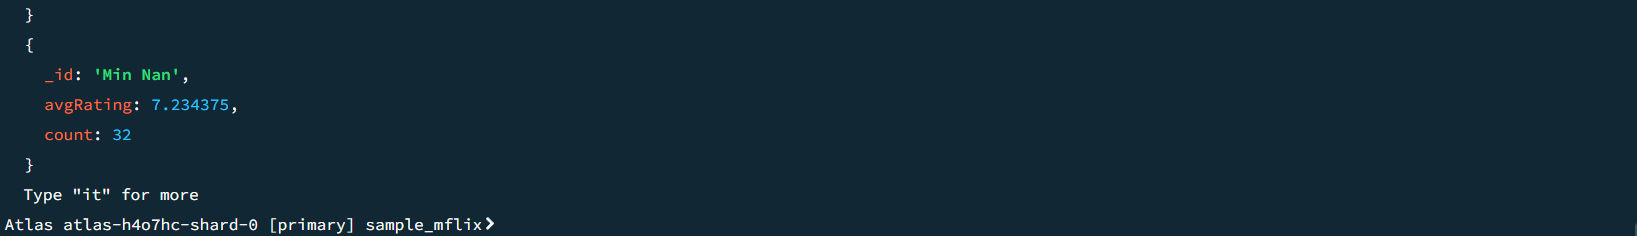 }
{
_id: 'Min Nan',
avgRating: 7.234375,
count: 32
}
Type "it" for more
Atlas atlas-h4o7hc-shard-0 [primary] sample_mflix>